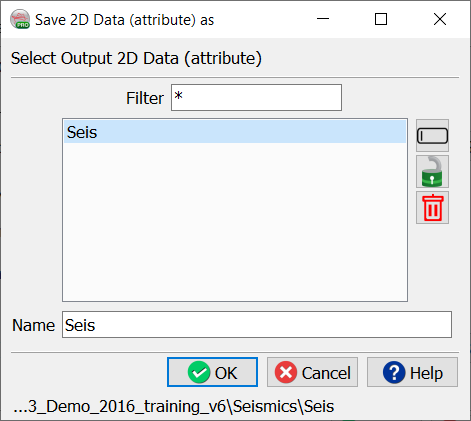 Save 2D Data (attribute) as
Select Output 2D Data (attribute)
Filter *
Seis
Name Seis
OK Cancel Help
...3_Demo_2016_training_v6\Seismics\Seis